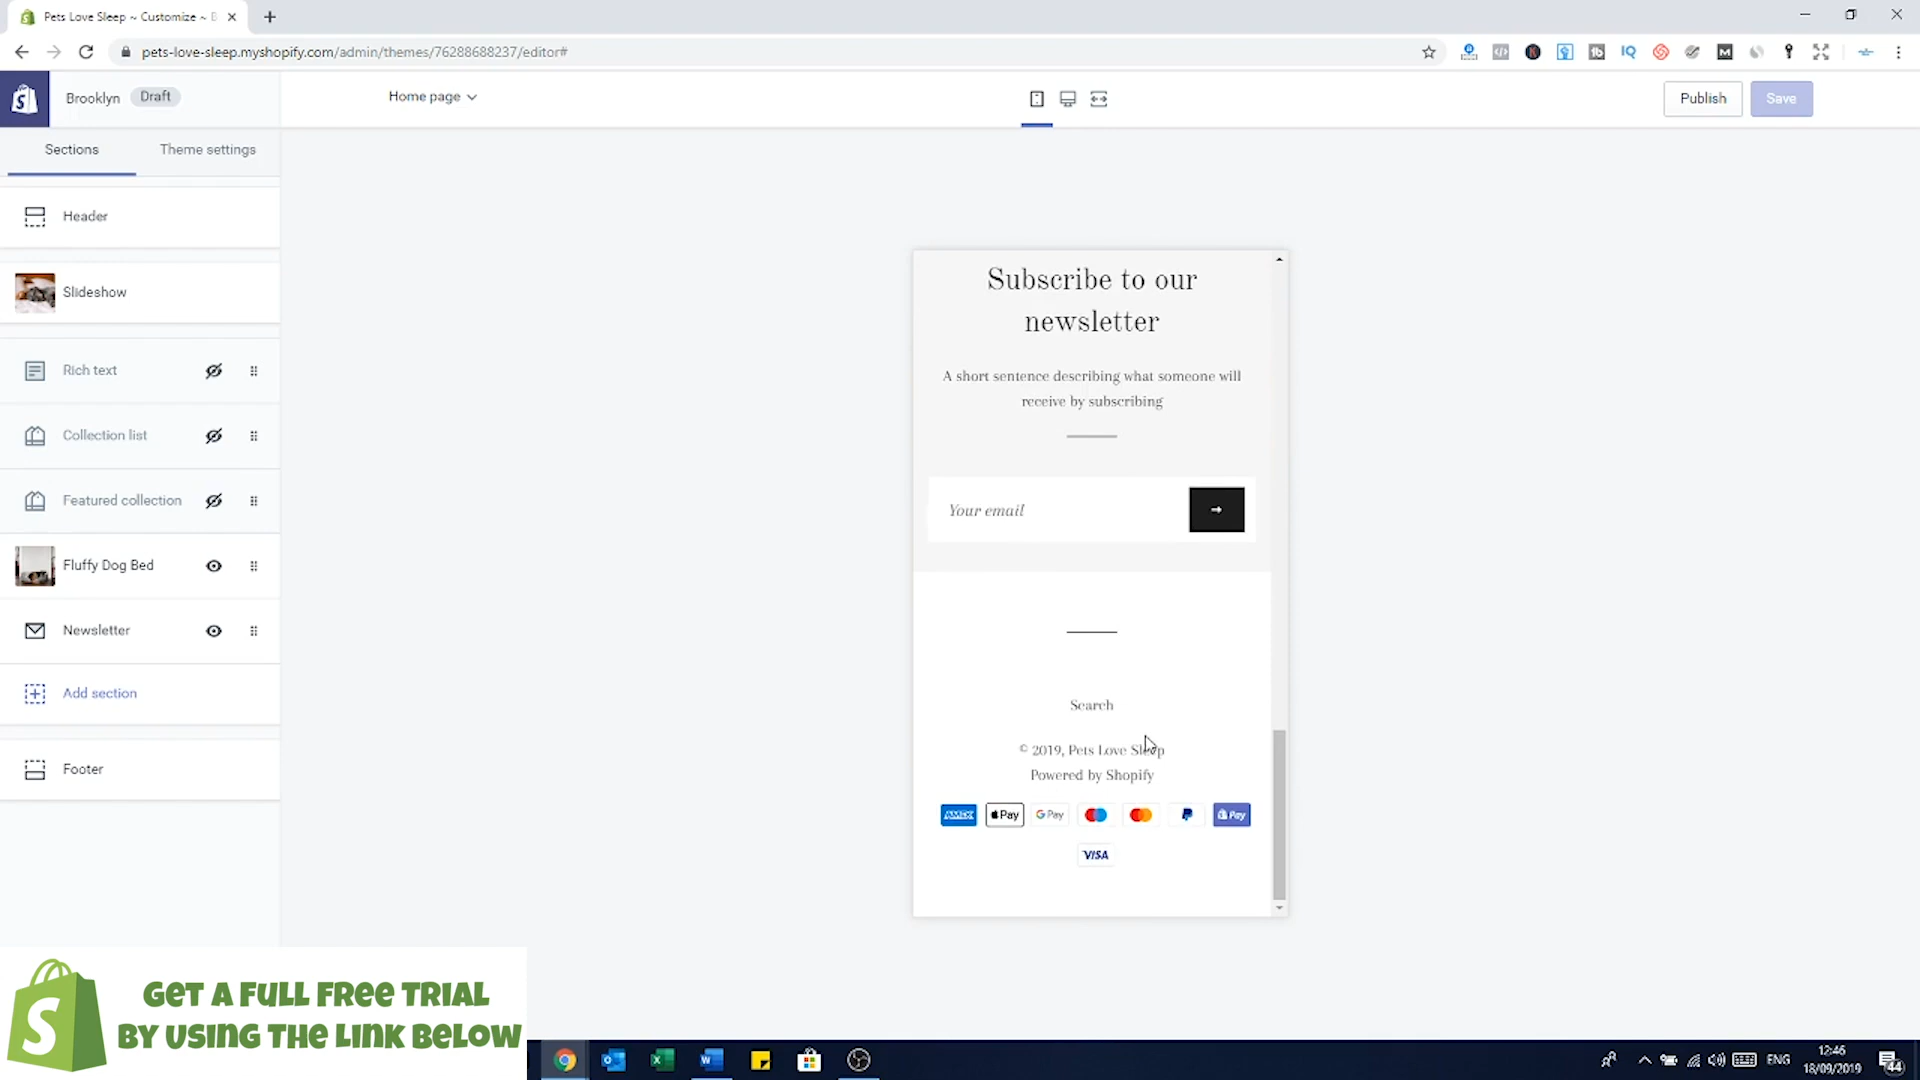 Pets Love Sleep ~ Customize ~ B
pets-love-sleep.myshopify.com/admin/themes/76288688237/editor#
Brooklyn
Draft
Home page
Publish
Save
Sections
Theme settings
Header
Slideshow
Rich text
Collection list
Featured collection
Fluffy Dog Bed
Newsletter
Add section
Footer
Subscribe to our
newsletter
A short sentence describing what someone will
receive by subscribing
Your email
Search
© 2019, Pets Love Sleep
Powered by Shopify
AMEX Pay G Pay Pay
VISA
GET A FULL FREE TRIAL
BY USING THE LINK BELOW
ENG
12:46
18/09/2019
44